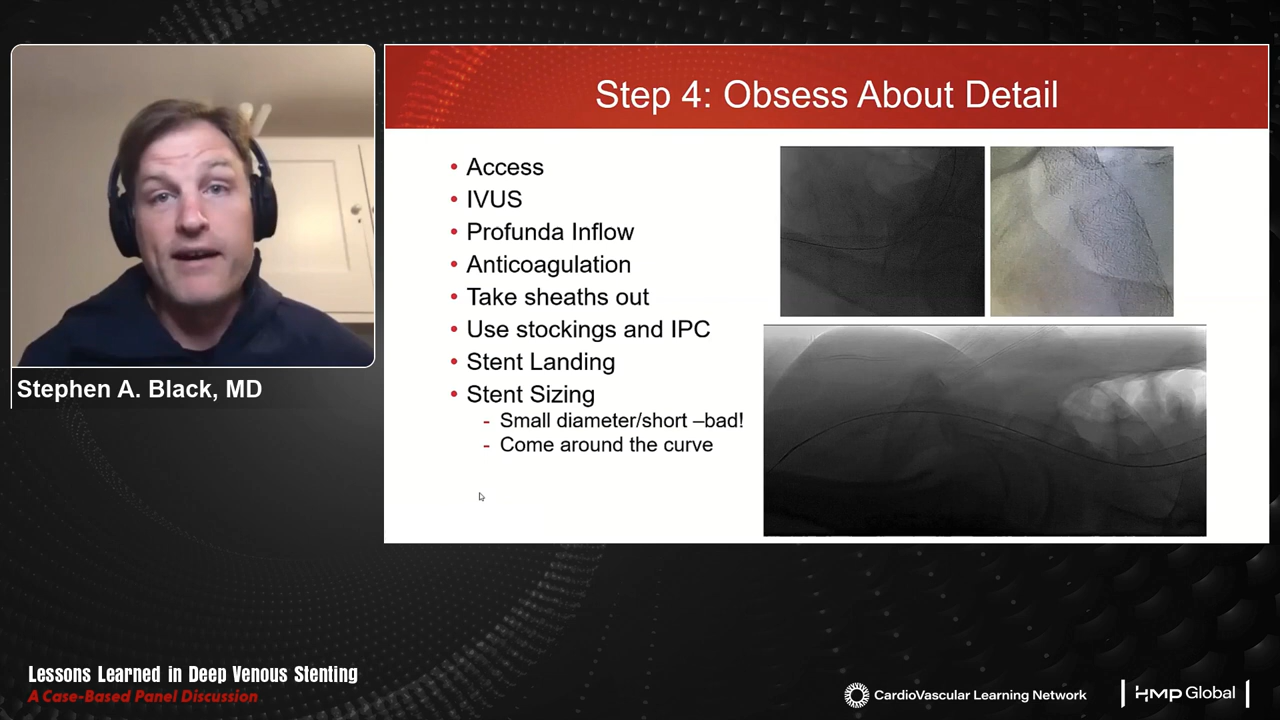 Step 4: Obsess About Detail
• Access
• IVUS
• Profunda Inflow
• Anticoagulation
• Take sheaths out
• Use stockings and IPC
• Stent Landing
• Stent Sizing
- Small diameter/short –bad!
- Come around the curve
Stephen A. Black, MD
Lessons Learned in Deep Venous Stenting
A Case-Based Panel Discussion
CardioVascular Learning Network
HMP Global